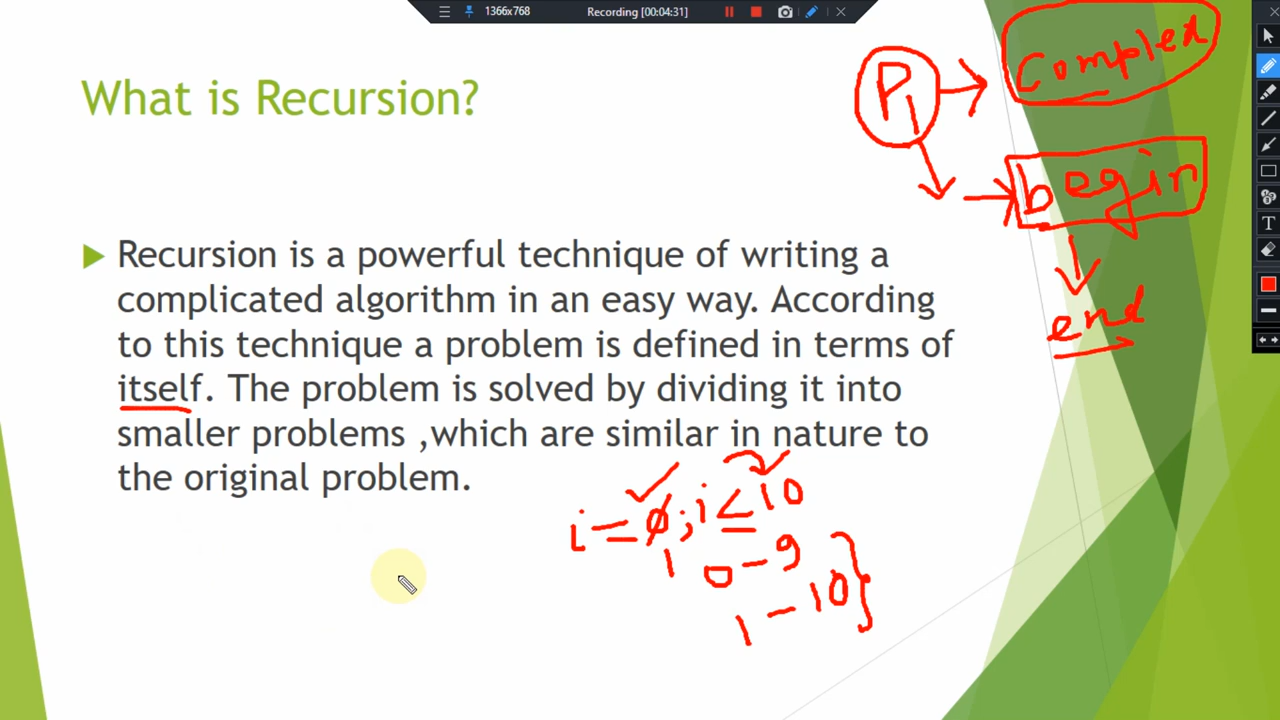 1366x768
Recording [00:04:31]
What is Recursion?
P1
Complex
begin
end
Recursion is a powerful technique of writing a
complicated algorithm in an easy way. According
to this technique a problem is defined in terms of
itself. The problem is solved by dividing it into
smaller problems ,which are similar in nature to
the original problem.
i=0;i≤10
1
0-9
1-10}
T